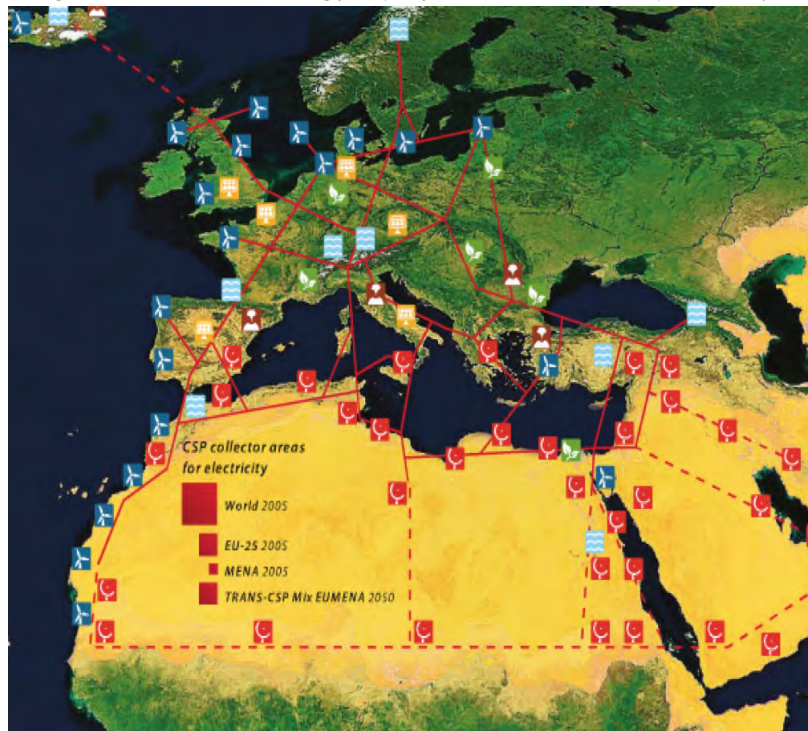 CSP collector areas
for electricity
World 2005
EU-25 2005
MENA 2005
TRANS-CSP Mix EUMENA 2050